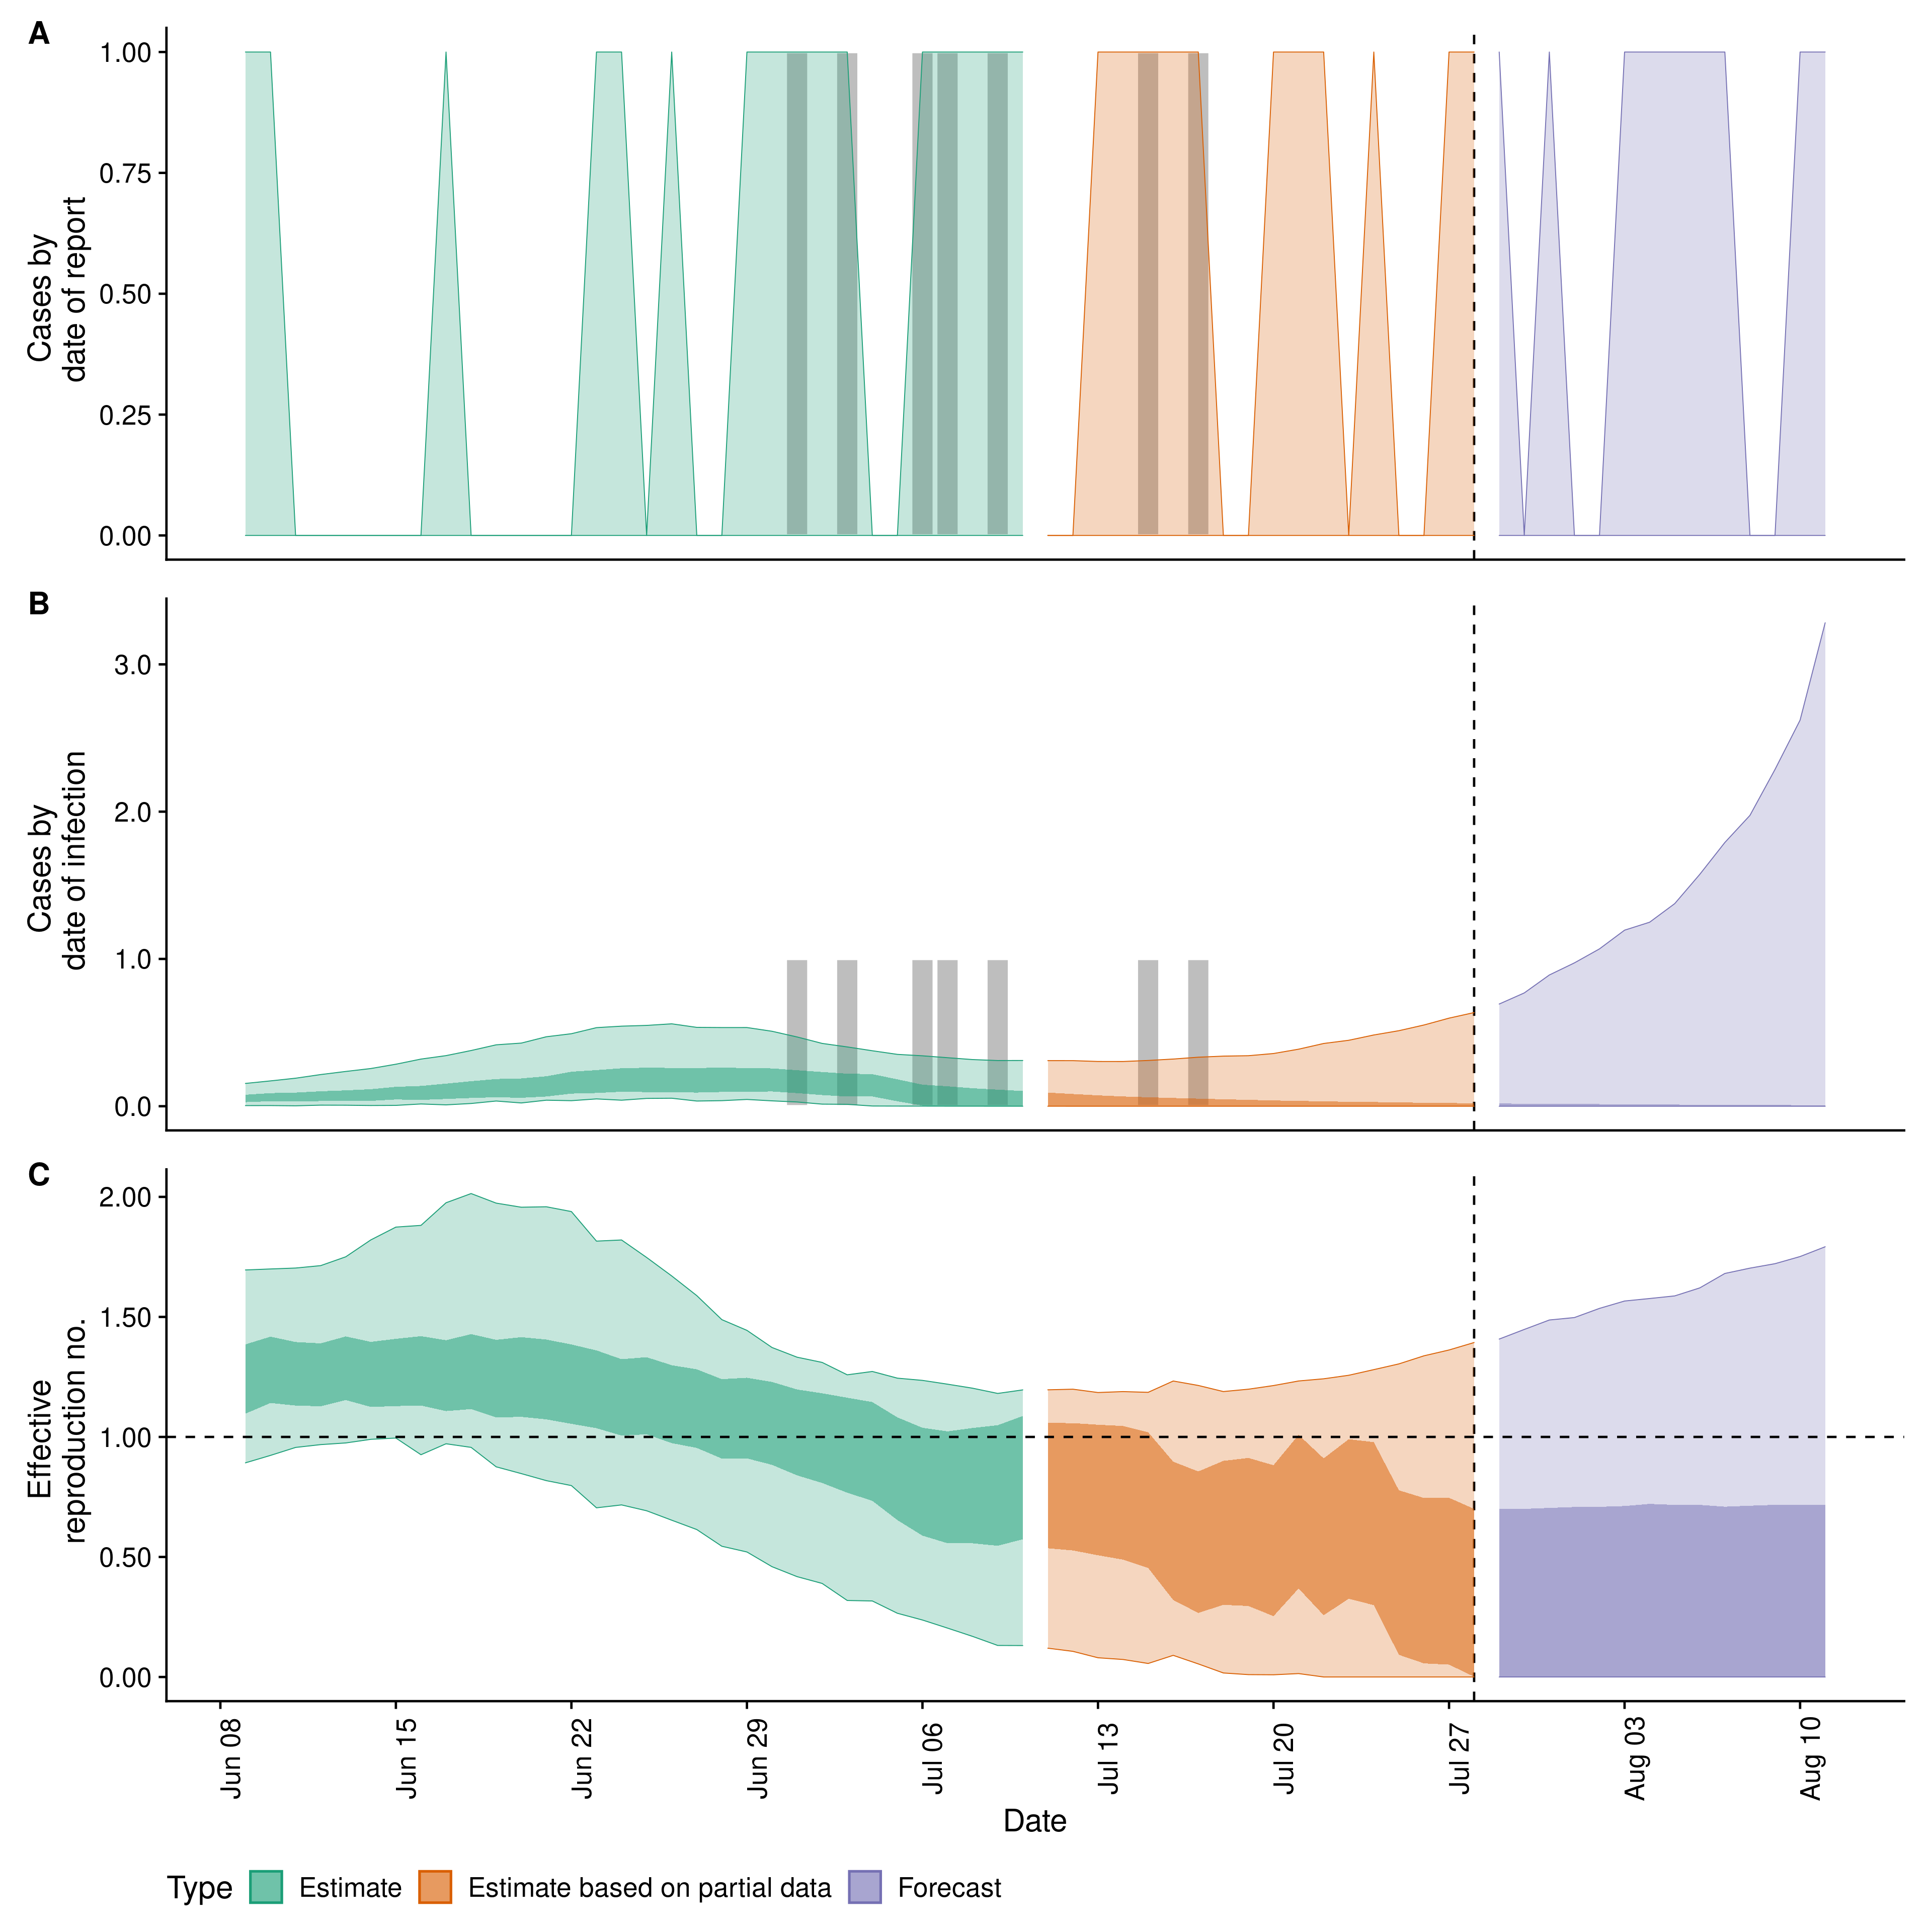 A
1.00
0.75
0.50
0.25
0.00
Cases by
date of report
B
3.0
2.0
1.0
0.0
Cases by
date of infection
C
2.00
1.50
1.00
0.50
0.00
Effective
reproduction no.
Jun 08
Jun 15
Jun 22
Jun 29
Jul 06
Jul 13
Jul 20
Jul 27
Aug 03
Aug 10
Date
Type Estimate Estimate based on partial data Forecast